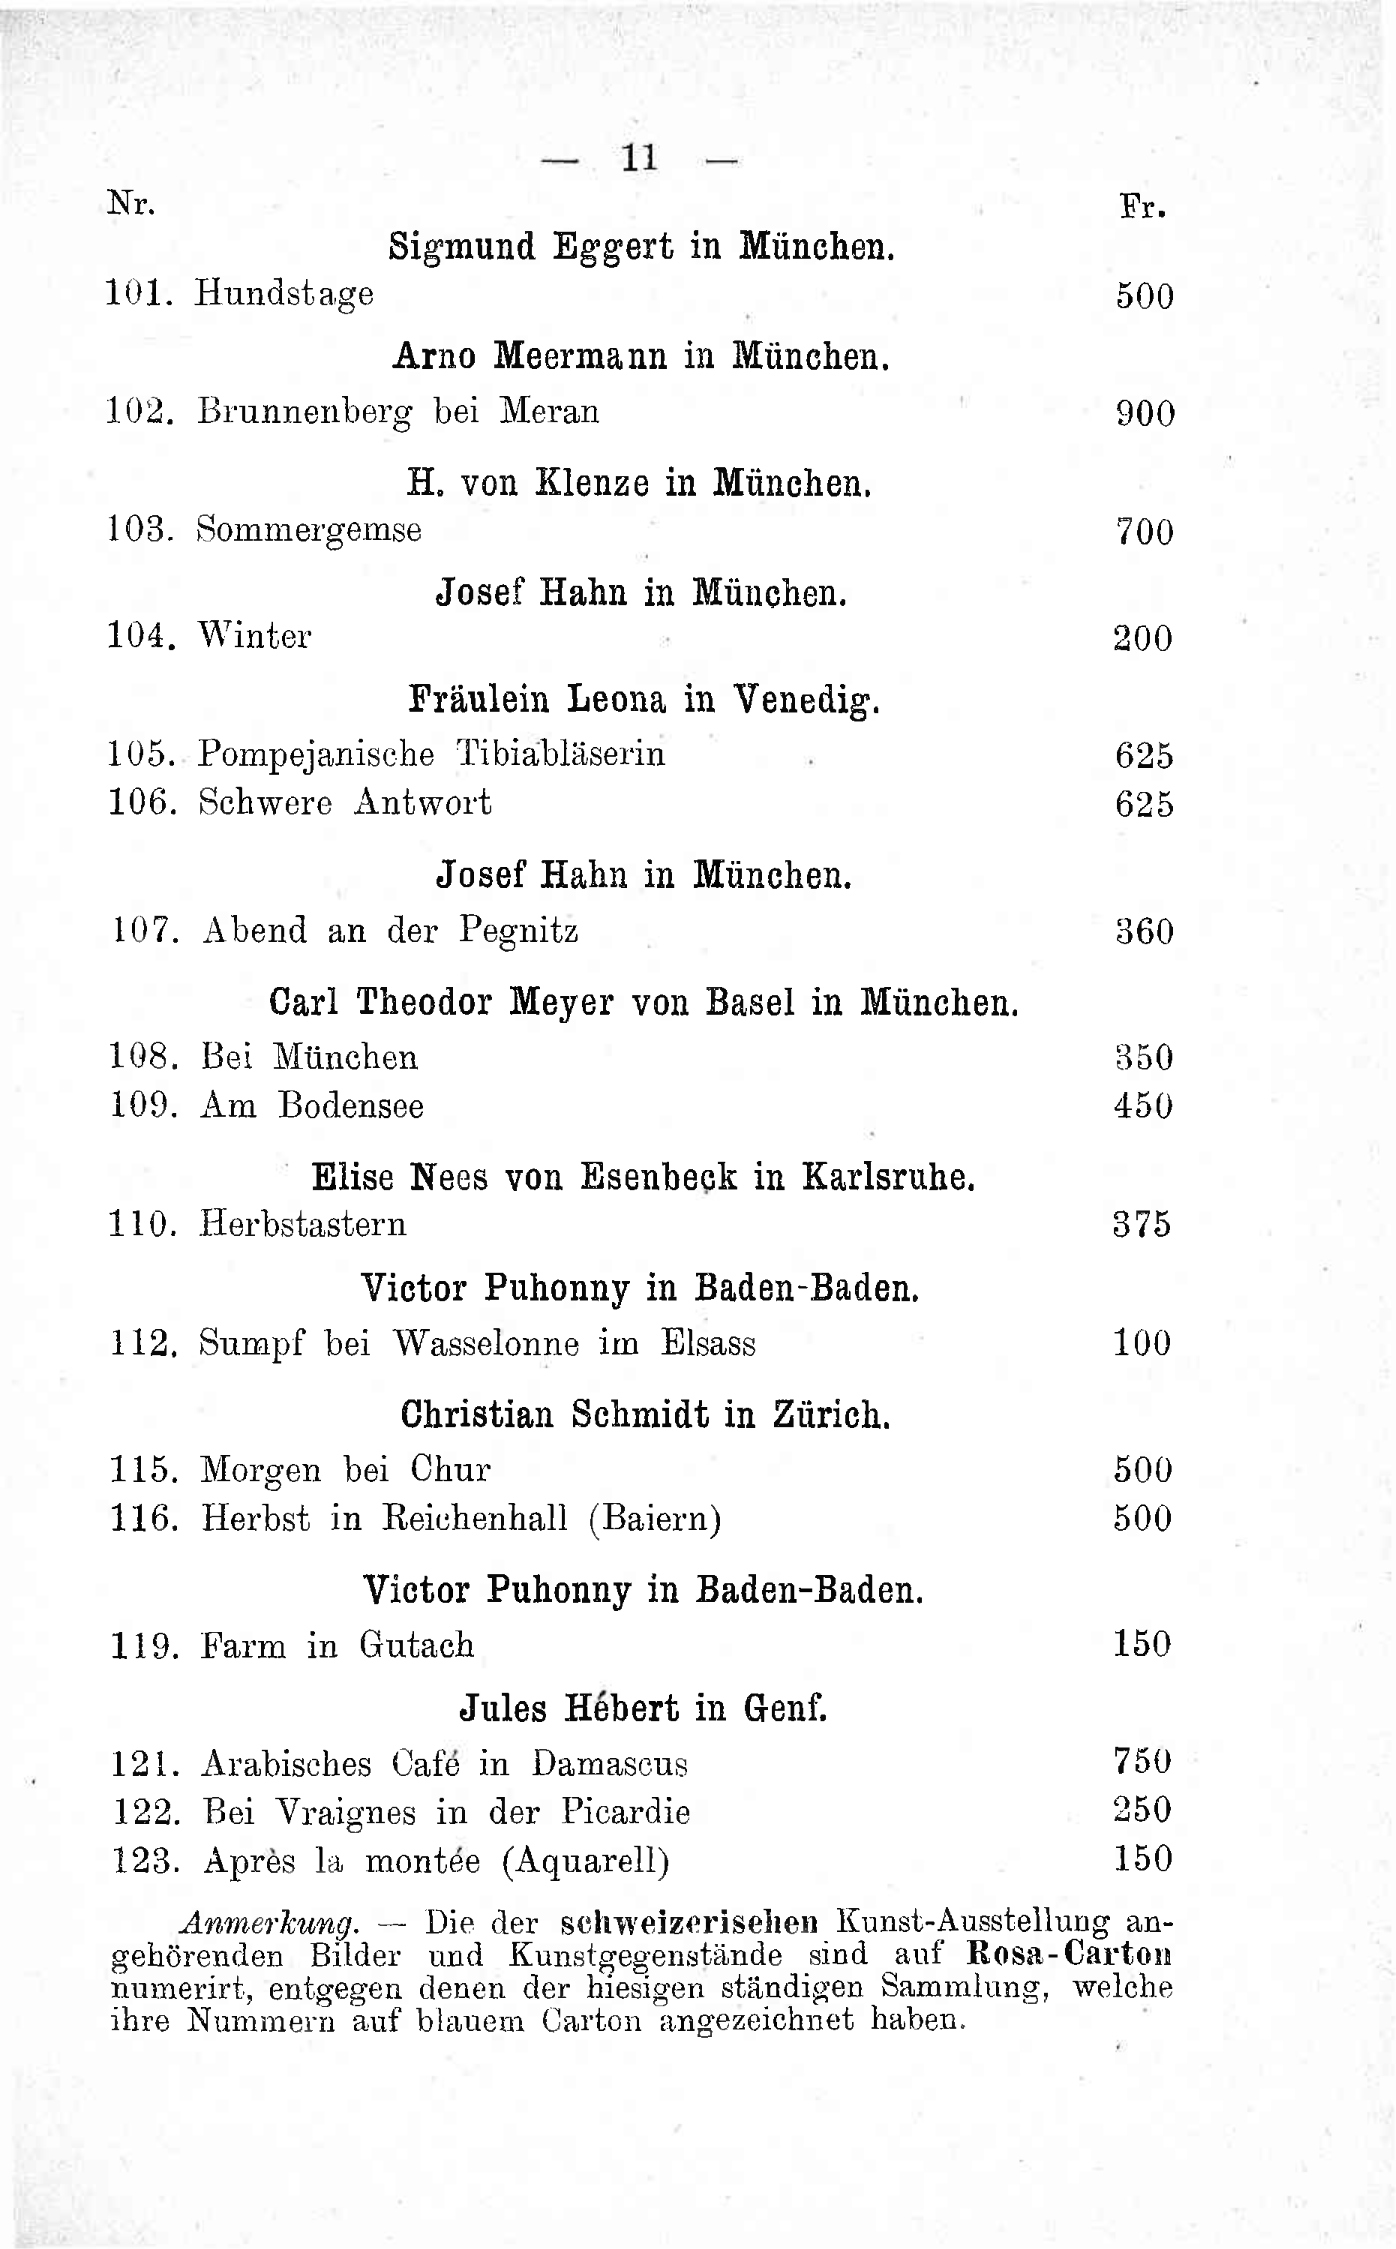 — 11 —
Nr. Fr.
Sigmund Eggert in München.
101. Hundstage 500
Arno Meermann in München.
102. Brunnenberg bei Meran 900
H. von Klenze in München.
103. Sommergemse 700
Josef Hahn in München.
104. Winter 200
Fräulein Leona in Venedig.
105. Pompejanische Tibiabläserin 625
106. Schwere Antwort 625
Josef Hahn in München.
107. Abend an der Pegnitz 360
Carl Theodor Meyer von Basel in München.
108. Bei München 350
109. Am Bodensee 450
Elise Nees von Esenbeck in Karlsruhe.
110. Herbstastern 375
Victor Puhonny in Baden-Baden.
112. Sumpf bei Wasselonne im Elsass 100
Christian Schmidt in Zürich.
115. Morgen bei Chur 500
116. Herbst in Reichenhall (Baiern) 500
Victor Puhonny in Baden-Baden.
119. Farm in Gutach 150
Jules Hébert in Genf.
121. Arabisches Café in Damascus 750
122. Bei Vraignes in der Picardie 250
123. Après la montée (Aquarell) 150
Anmerkung. — Die der schweizerischen Kunst-Ausstellung an-
gehörenden Bilder und Kunstgegenstände sind auf Rosa-Carton
numerirt, entgegen denen der hiesigen ständigen Sammlung, welche
ihre Nummern auf blauem Carton angezeichnet haben.